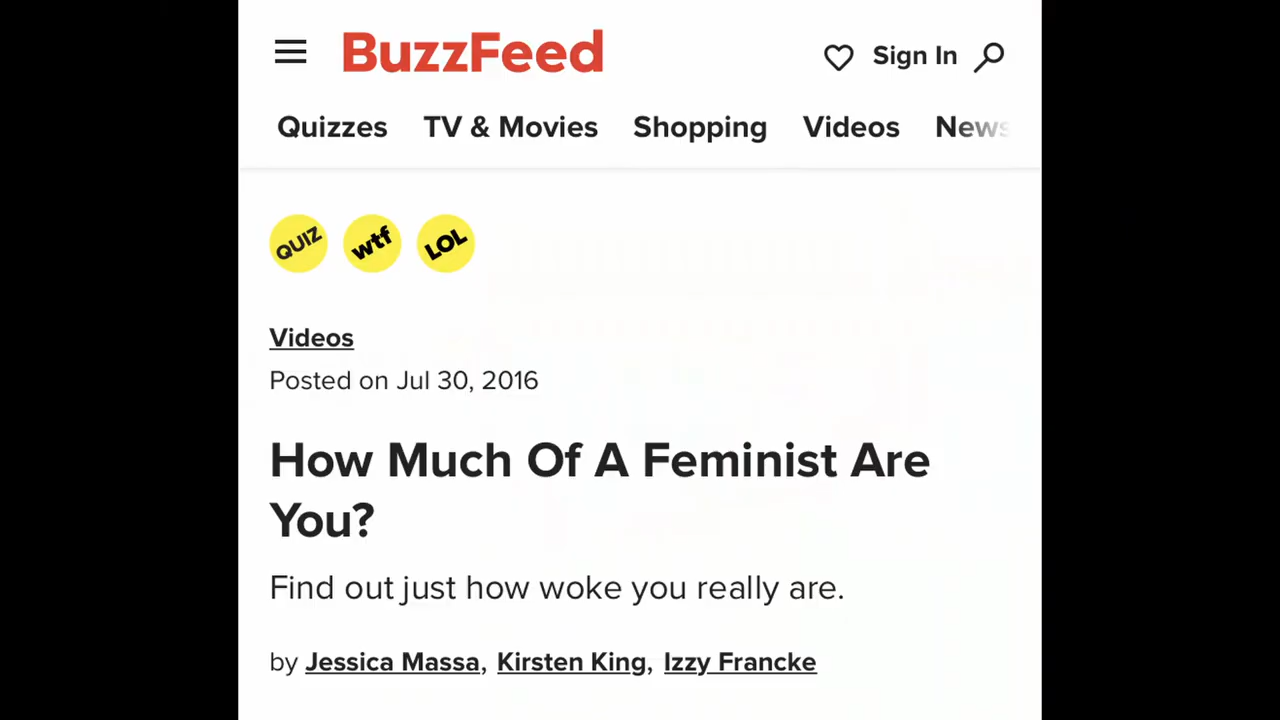 BuzzFeed Sign In
Quizzes TV & Movies Shopping Videos News
QUIZ wtf LOL
Videos
Posted on Jul 30, 2016
How Much Of A Feminist Are
You?
Find out just how woke you really are.
by Jessica Massa, Kirsten King, Izzy Francke